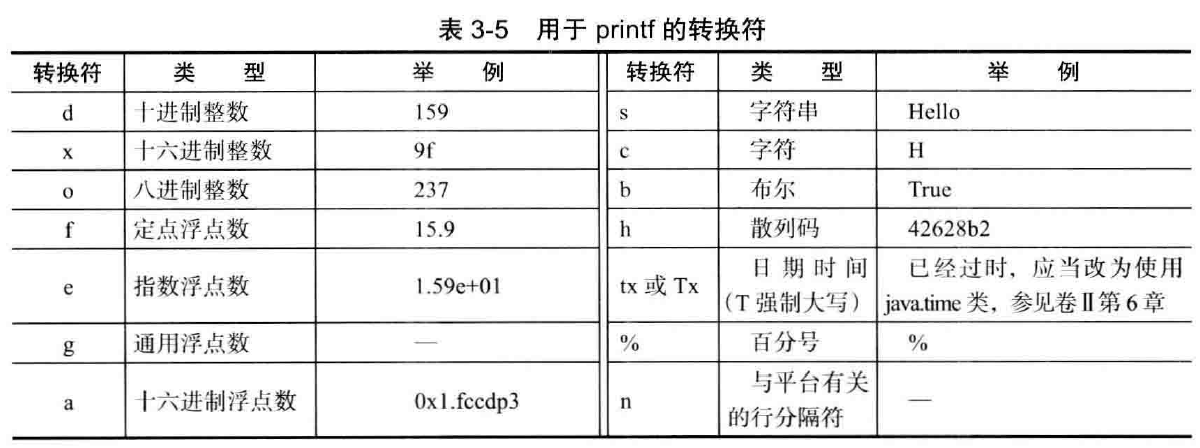 表 3-5 用于 printf 的转换符
转换符 类 型 举 例 转换符 类 型 举 例
d 十进制整数 159 s 字符串 Hello
x 十六进制整数 9f c 字符 H
o 八进制整数 237 b 布尔 True
f 定点浮点数 15.9 h 散列码 42628b2
e 指数浮点数 1.59e+01 tx 或 Tx 日期时间 已经过时，应当改为使用
（T 强制大写） java.time 类，参见卷Ⅱ第 6 章
g 通用浮点数 — % 百分号 %
a 十六进制浮点数 0x1.fccdp3 n 与平台有关 —
的行分隔符